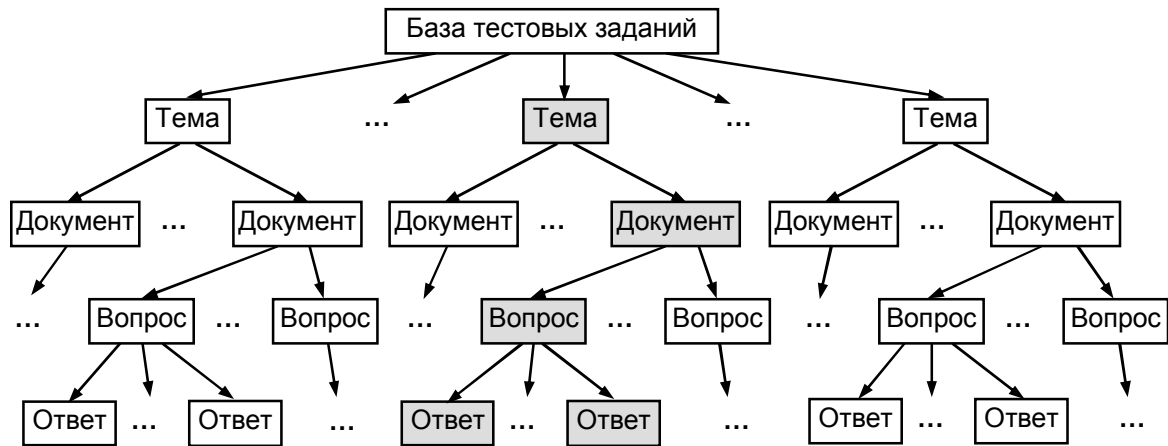 База тестовых заданий
Тема ... Тема ... Тема
Документ ... Документ Документ ... Документ Документ ... Документ
... Вопрос ... Вопрос ... Вопрос ... Вопрос ... Вопрос ... Вопрос
Ответ ... Ответ ... Ответ ... Ответ ... Ответ ... Ответ ...